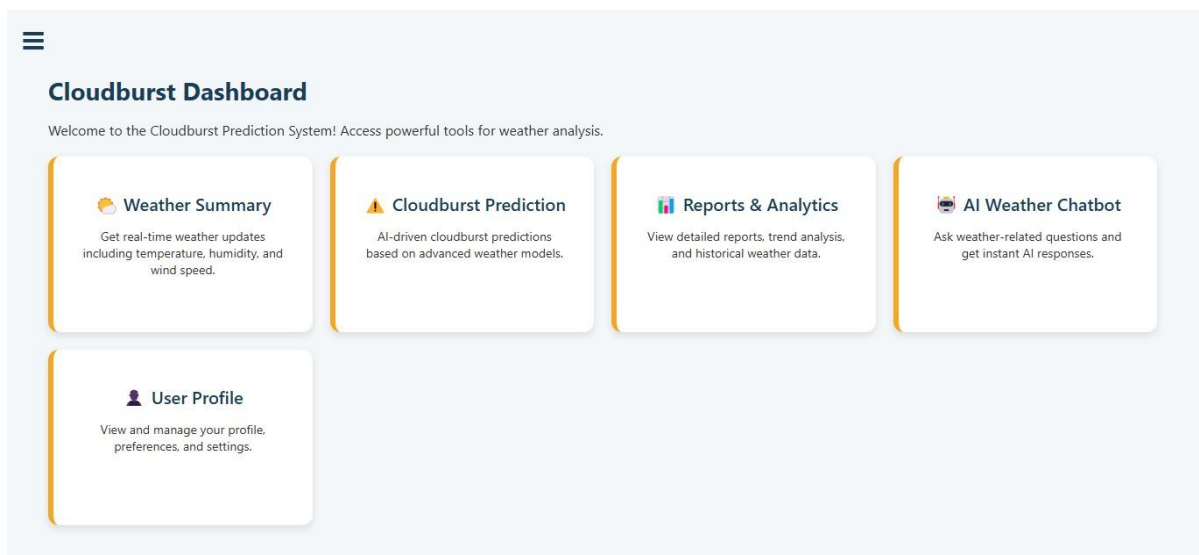 Cloudburst Dashboard
Welcome to the Cloudburst Prediction System! Access powerful tools for weather analysis.
Weather Summary
Get real-time weather updates
including temperature, humidity, and
wind speed.
Cloudburst Prediction
AI-driven cloudburst predictions
based on advanced weather models.
Reports & Analytics
View detailed reports, trend analysis,
and historical weather data.
AI Weather Chatbot
Ask weather-related questions and
get instant AI responses.
User Profile
View and manage your profile,
preferences, and settings.